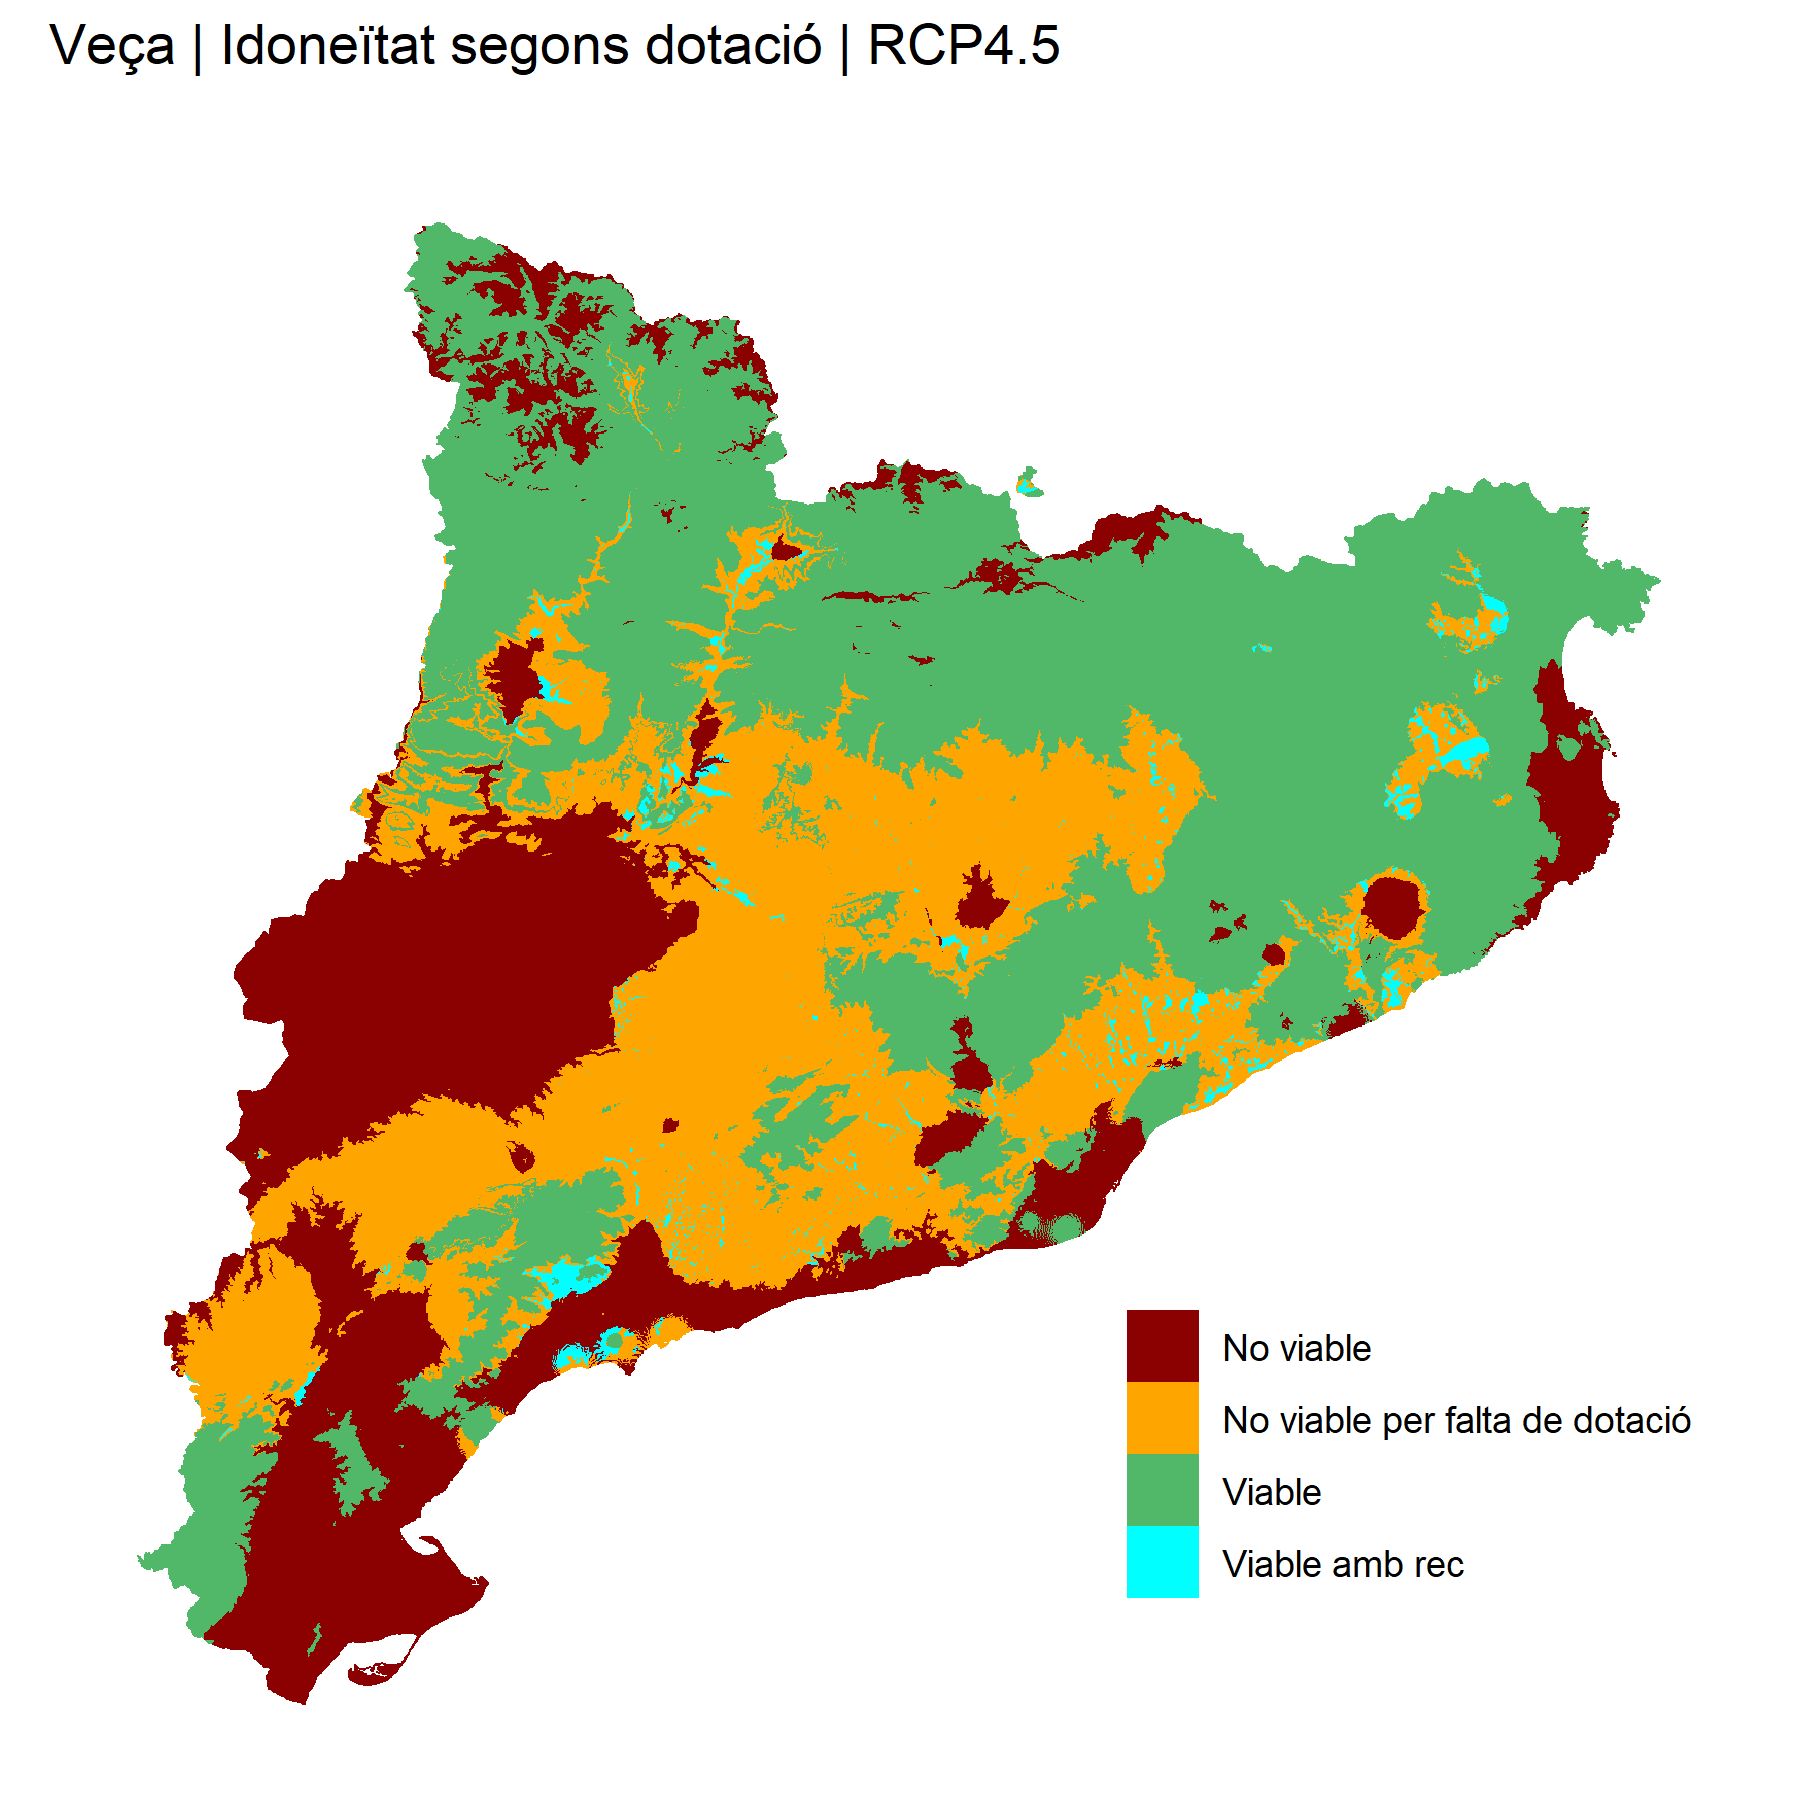 Veça | Idoneïtat segons dotació | RCP4.5
No viable
No viable per falta de dotació
Viable
Viable amb rec